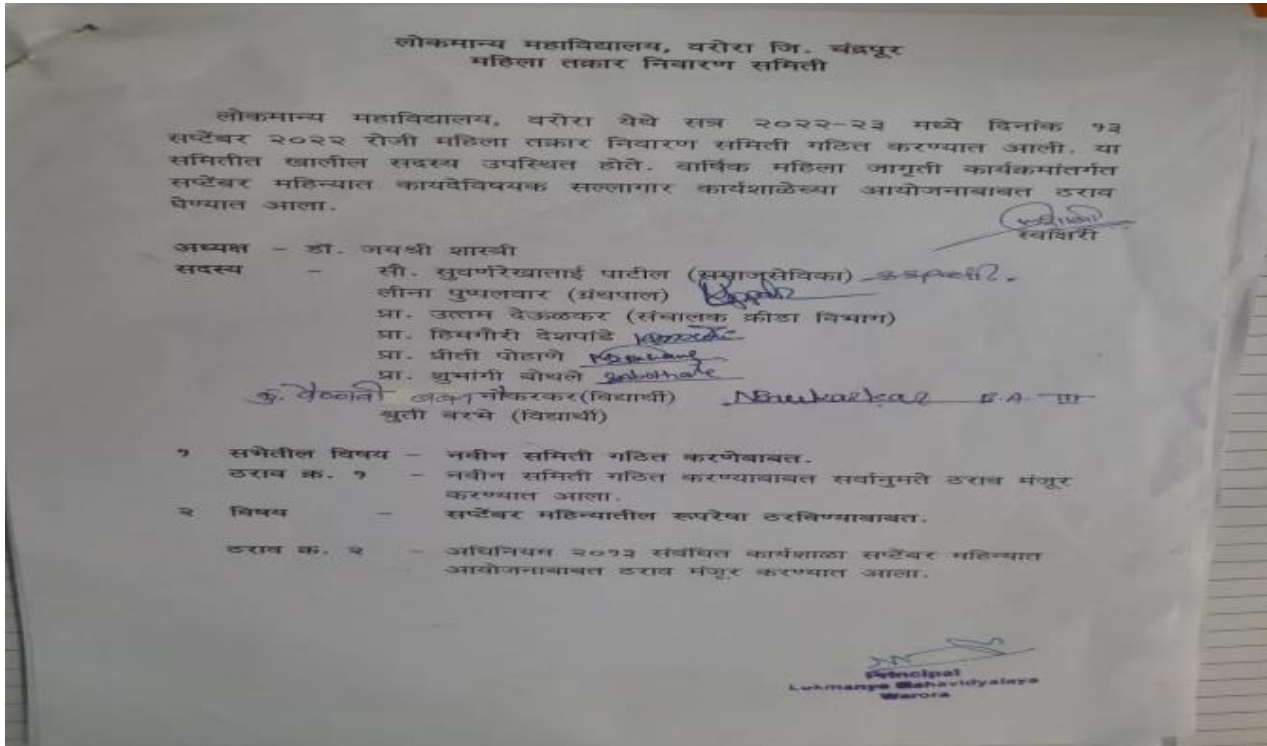 लोकमान्य महाविद्यालय, वरोरा जि. चंद्रपूर
महिला तक्रार निवारण समिती
लोकमान्य महाविद्यालय, वरोरा येथे सत्र २०२२-२३ मध्ये दिनांक १३
सप्टेंबर २०२२ रोजी महिला तक्रार निवारण समिती गठित करण्यात आली. या
समितीत खालील सदस्य उपस्थित होते. वार्षिक महिला जागृती कार्यक्रमांतर्गत
सप्टेंबर महिन्यात कायदेविषयक सल्लागार कार्यशाळेच्या आयोजनाबाबत ठराव
घेण्यात आला.
स्वाक्षरी
अध्यक्ष – डॉ. जयश्री शास्त्री
सदस्य – सौ. सुवर्णरेखाताई पाटील (समाजसेविका)
लीना पुप्पलवार (ग्रंथपाल)
प्रा. उत्तम देऊळकर (संचालक क्रीडा विभाग)
प्रा. हिमगौरी देशपांडे
प्रा. प्रीती पोहाणे
प्रा. शुभांगी बोथले
कु. वैष्णवी नौकरकर(विद्यार्थी) B.A. III
श्रुती वरभे (विद्यार्थी)
१ सभेतील विषय – नवीन समिती गठित करणेबाबत.
ठराव क्र. १ – नवीन समिती गठित करण्याबाबत सर्वानुमते ठराव मंजूर
करण्यात आला.
२ विषय – सप्टेंबर महिन्यातील रूपरेषा ठरविण्याबाबत.
ठराव क्र. २ – अधिनियम २०१३ संबंधित कार्यशाळा सप्टेंबर महिन्यात
आयोजनाबाबत ठराव मंजूर करण्यात आला.
Principal
Lokmanya Mahavidyalaya
Warora